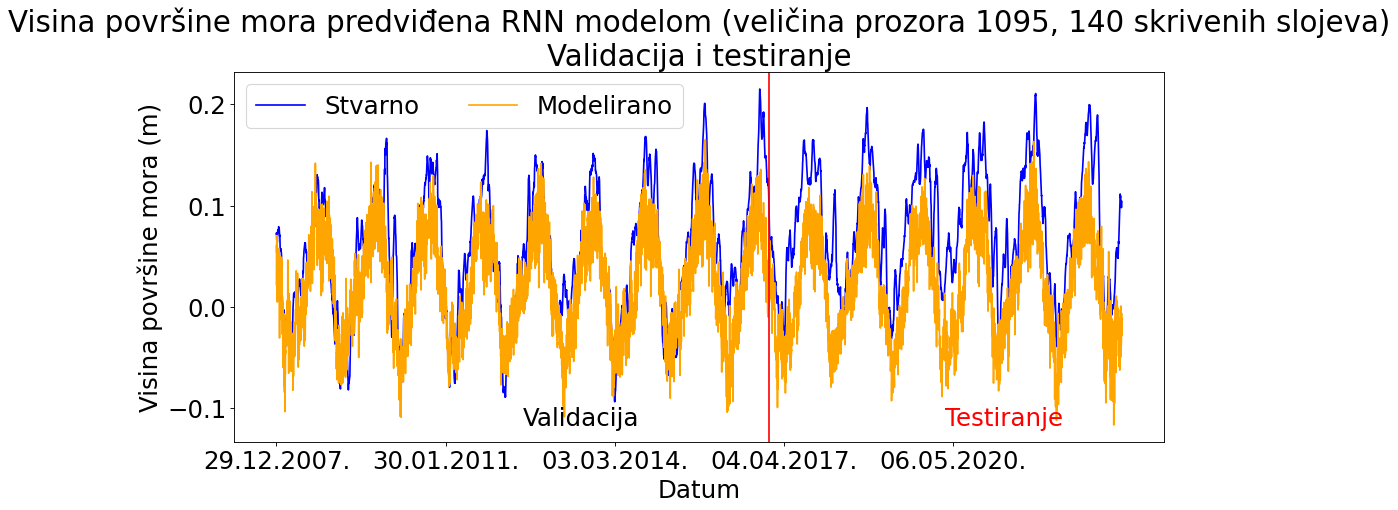 Visina površine mora predviđena RNN modelom (veličina prozora 1095, 140 skrivenih slojeva)
Validacija i testiranje
Stvarno Modelirano
Visina površine mora (m)
0.2
0.1
0.0
−0.1
Validacija Testiranje
29.12.2007. 30.01.2011. 03.03.2014. 04.04.2017. 06.05.2020.
Datum